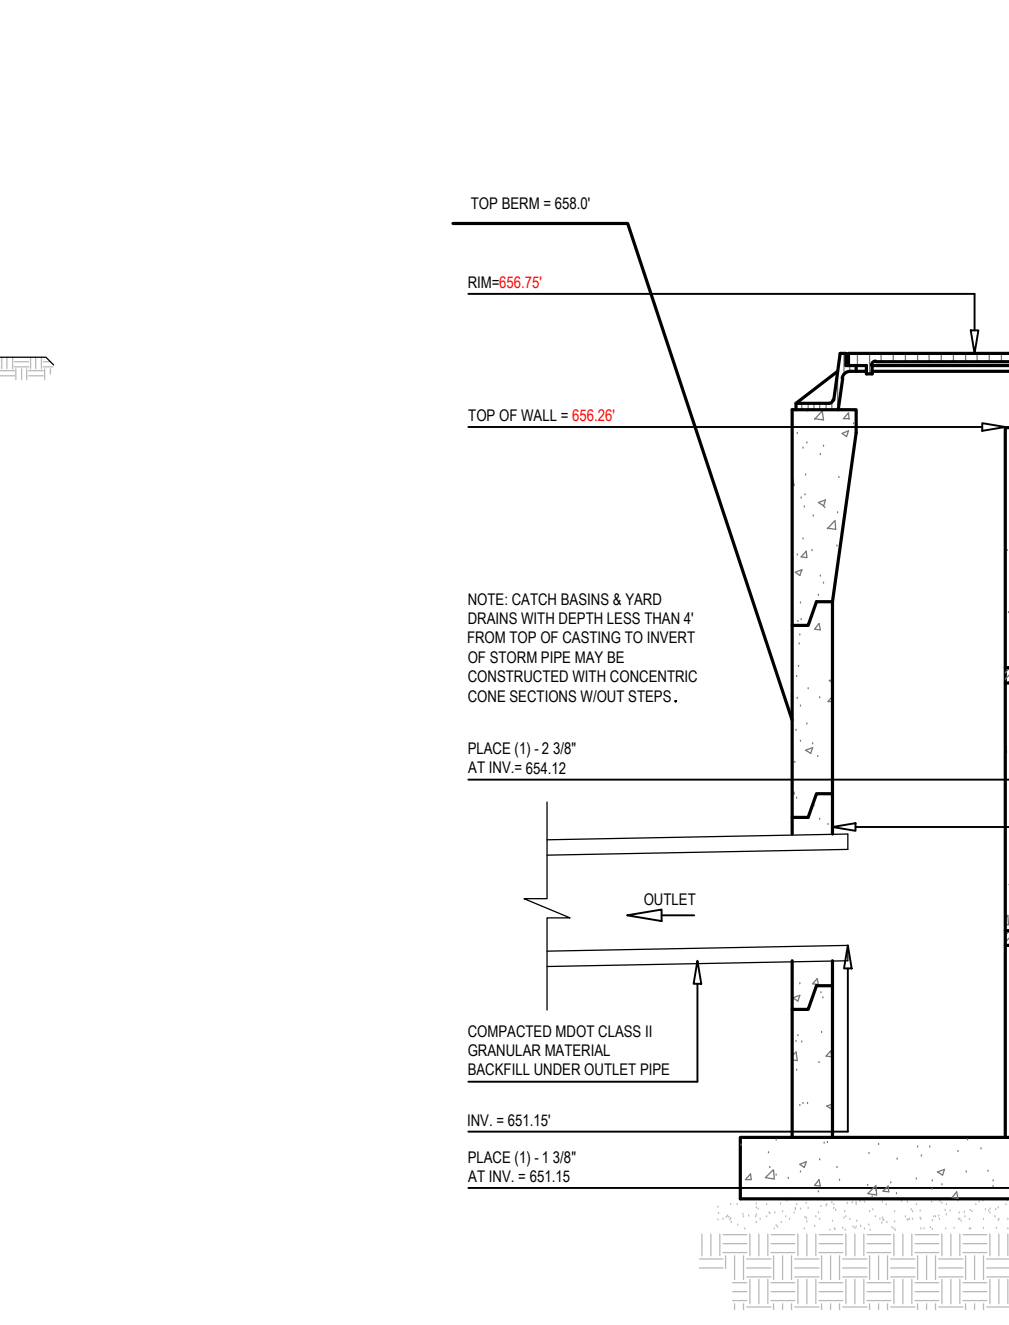 TOP BERM = 658.0'
RIM=656.75'
TOP OF WALL = 656.26'
NOTE: CATCH BASINS & YARD
DRAINS WITH DEPTH LESS THAN 4'
FROM TOP OF CASTING TO INVERT
OF STORM PIPE MAY BE
CONSTRUCTED WITH CONCENTRIC
CONE SECTIONS W/OUT STEPS.
PLACE (1) - 2 3/8"
AT INV.= 654.12
OUTLET
COMPACTED MDOT CLASS II
GRANULAR MATERIAL
BACKFILL UNDER OUTLET PIPE
INV. = 651.15'
PLACE (1) - 1 3/8"
AT INV. = 651.15